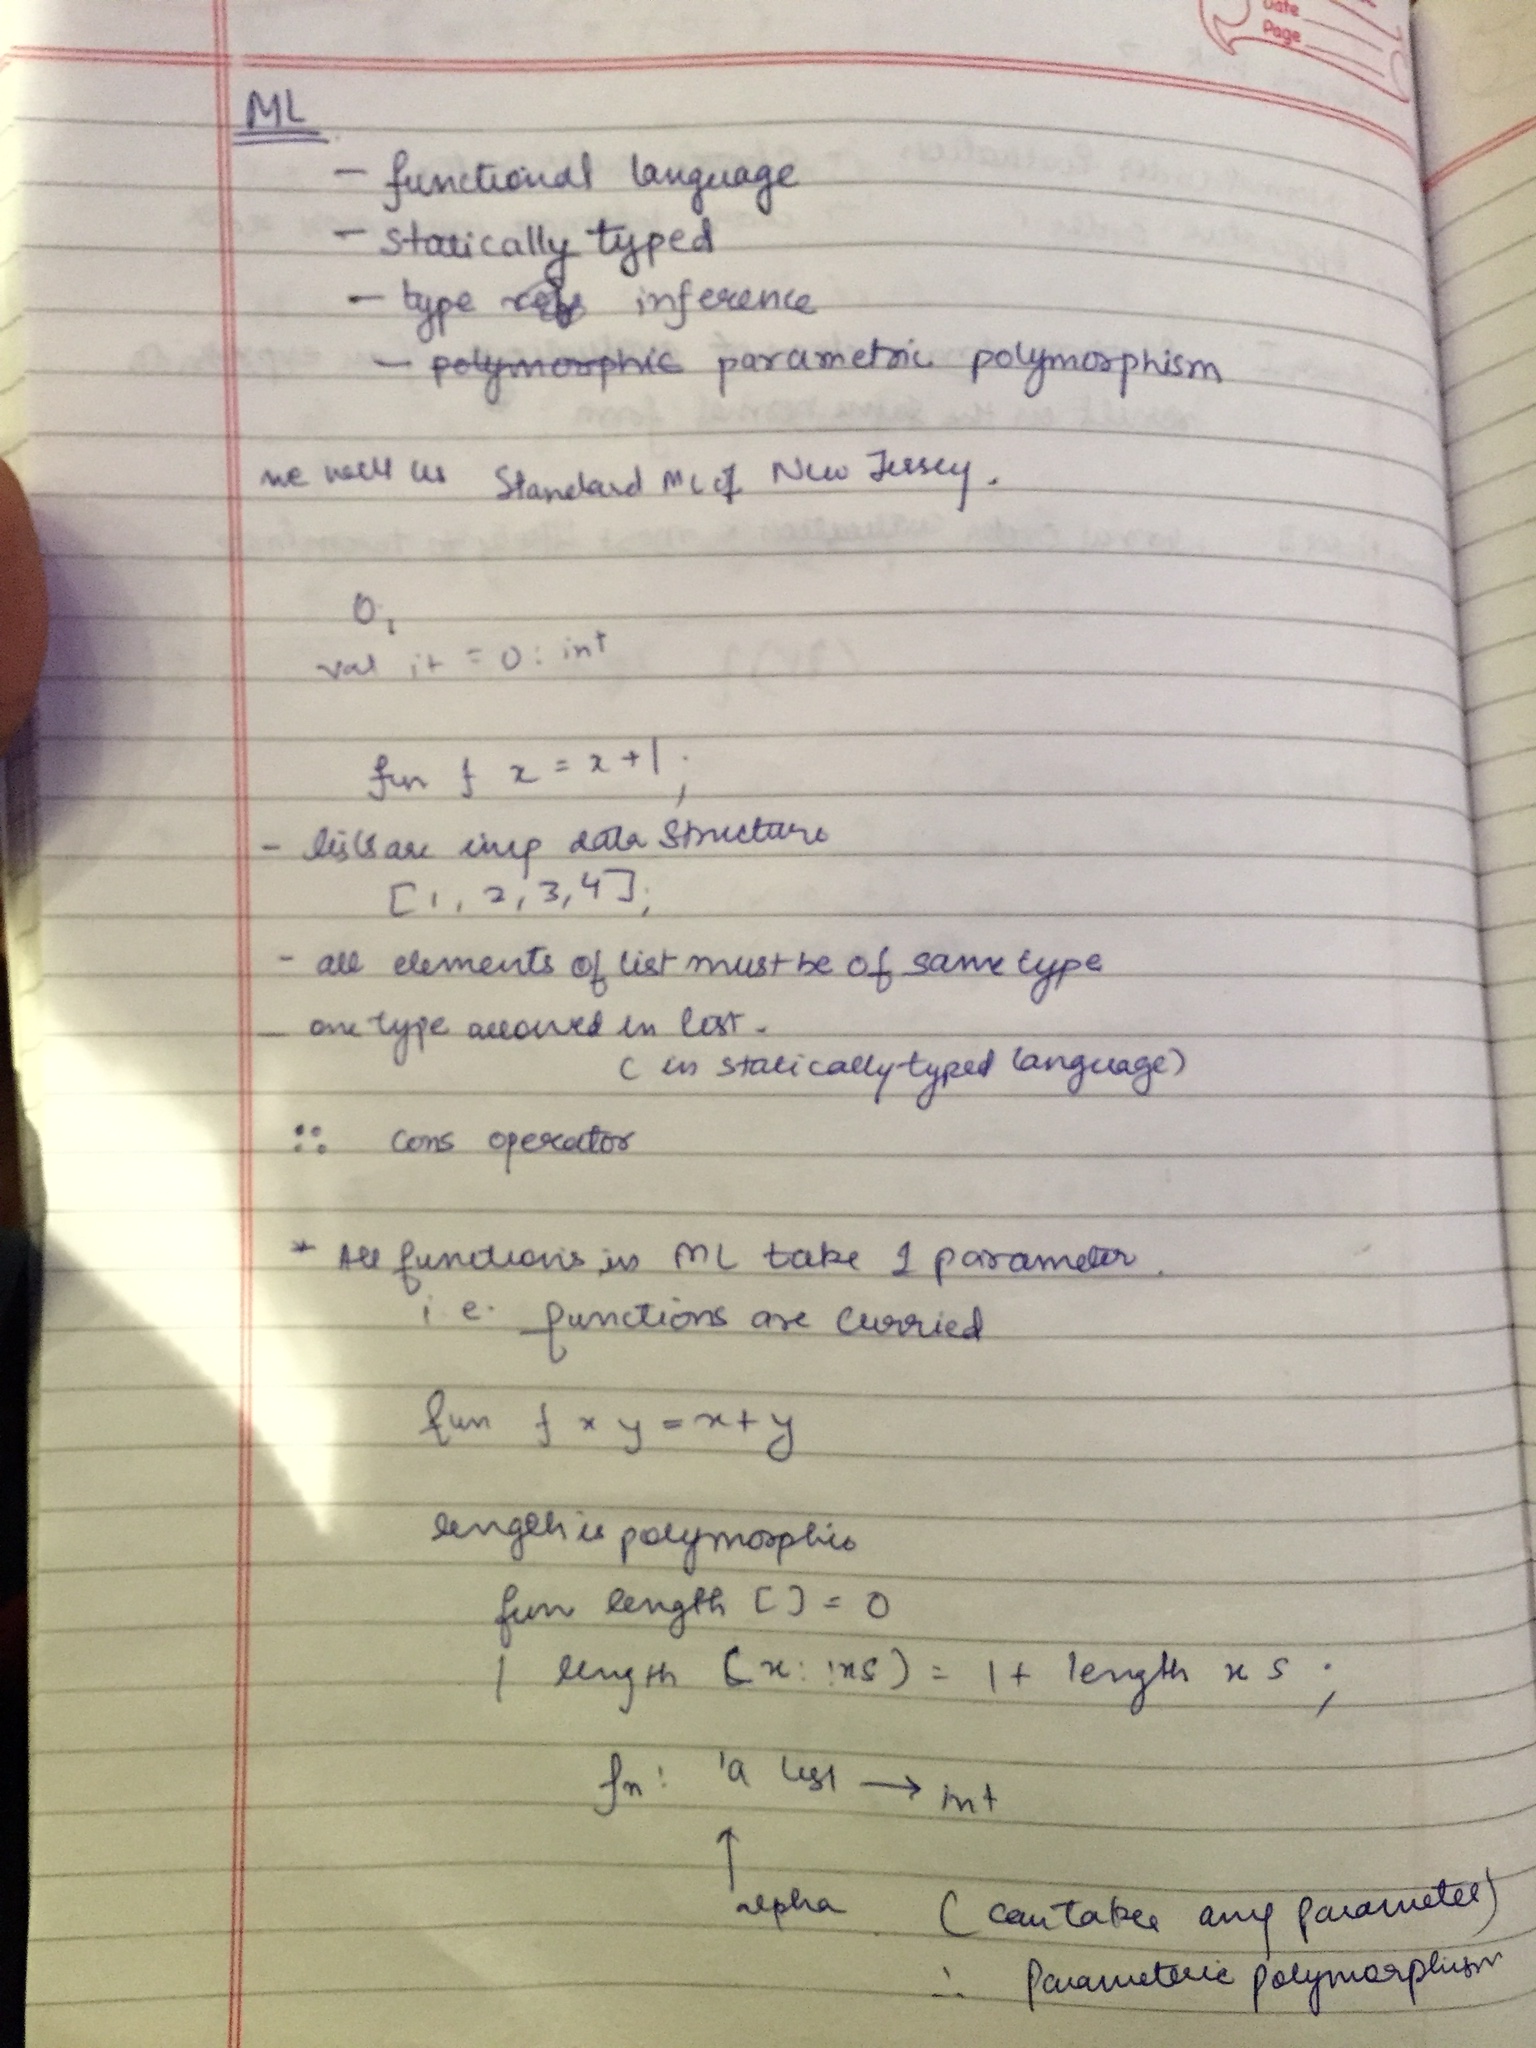 Date
Page
ML
- functional language
- statically typed
- type inference
- polymorphic parametric polymorphism
we will us Standard ML of New Jersey.
0;
val it = 0 : int
fun f x = x + 1 ;
- lists are imp data structure
[1, 2, 3, 4];
- all elements of list must be of same type
- one type allowed in list.
( in statically typed language)
:: cons operator
* All functions in ML take 1 parameter.
i.e. functions are curried
fun f x y = x + y
length is polymorphic
fun length [] = 0
| length (x::xs) = 1 + length xs ;
fn : 'a list → int
↑
alpha (can take any parameter)
∴ Parameteric polymorphism